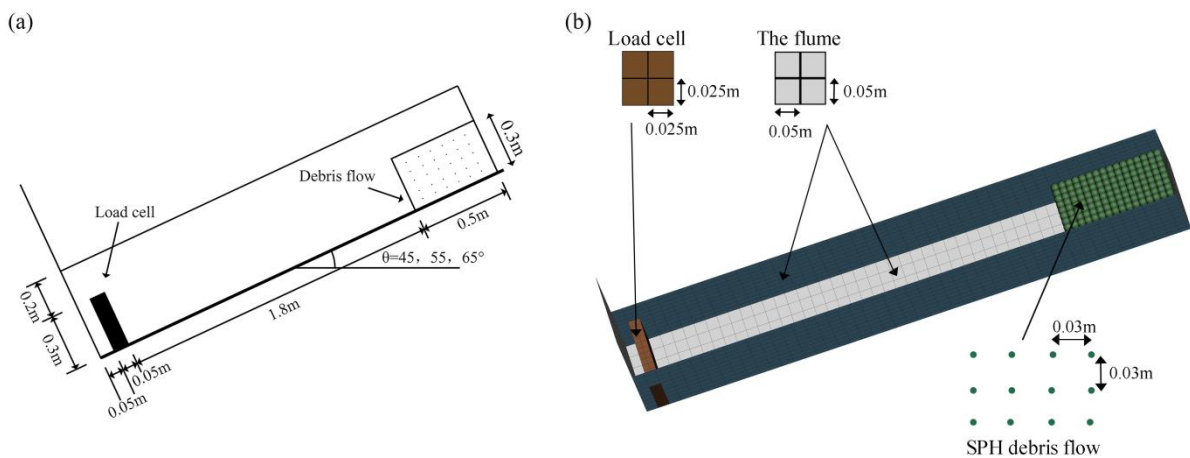 (a)
0.3m
Debris flow
0.5m
Load cell
θ=45, 55, 65°
1.8m
0.2m
0.3m
0.05m
0.05m
(b)
Load cell
The flume
0.025m
0.05m
0.025m
0.05m
0.03m
0.03m
SPH debris flow